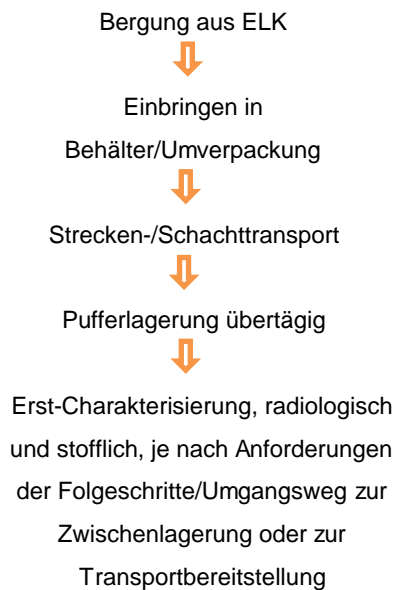 Bergung aus ELK
Einbringen in
Behälter/Umverpackung
Strecken-/Schachttransport
Pufferlagerung übertägig
Erst-Charakterisierung, radiologisch
und stofflich, je nach Anforderungen
der Folgeschritte/Umgangsweg zur
Zwischenlagerung oder zur
Transportbereitstellung